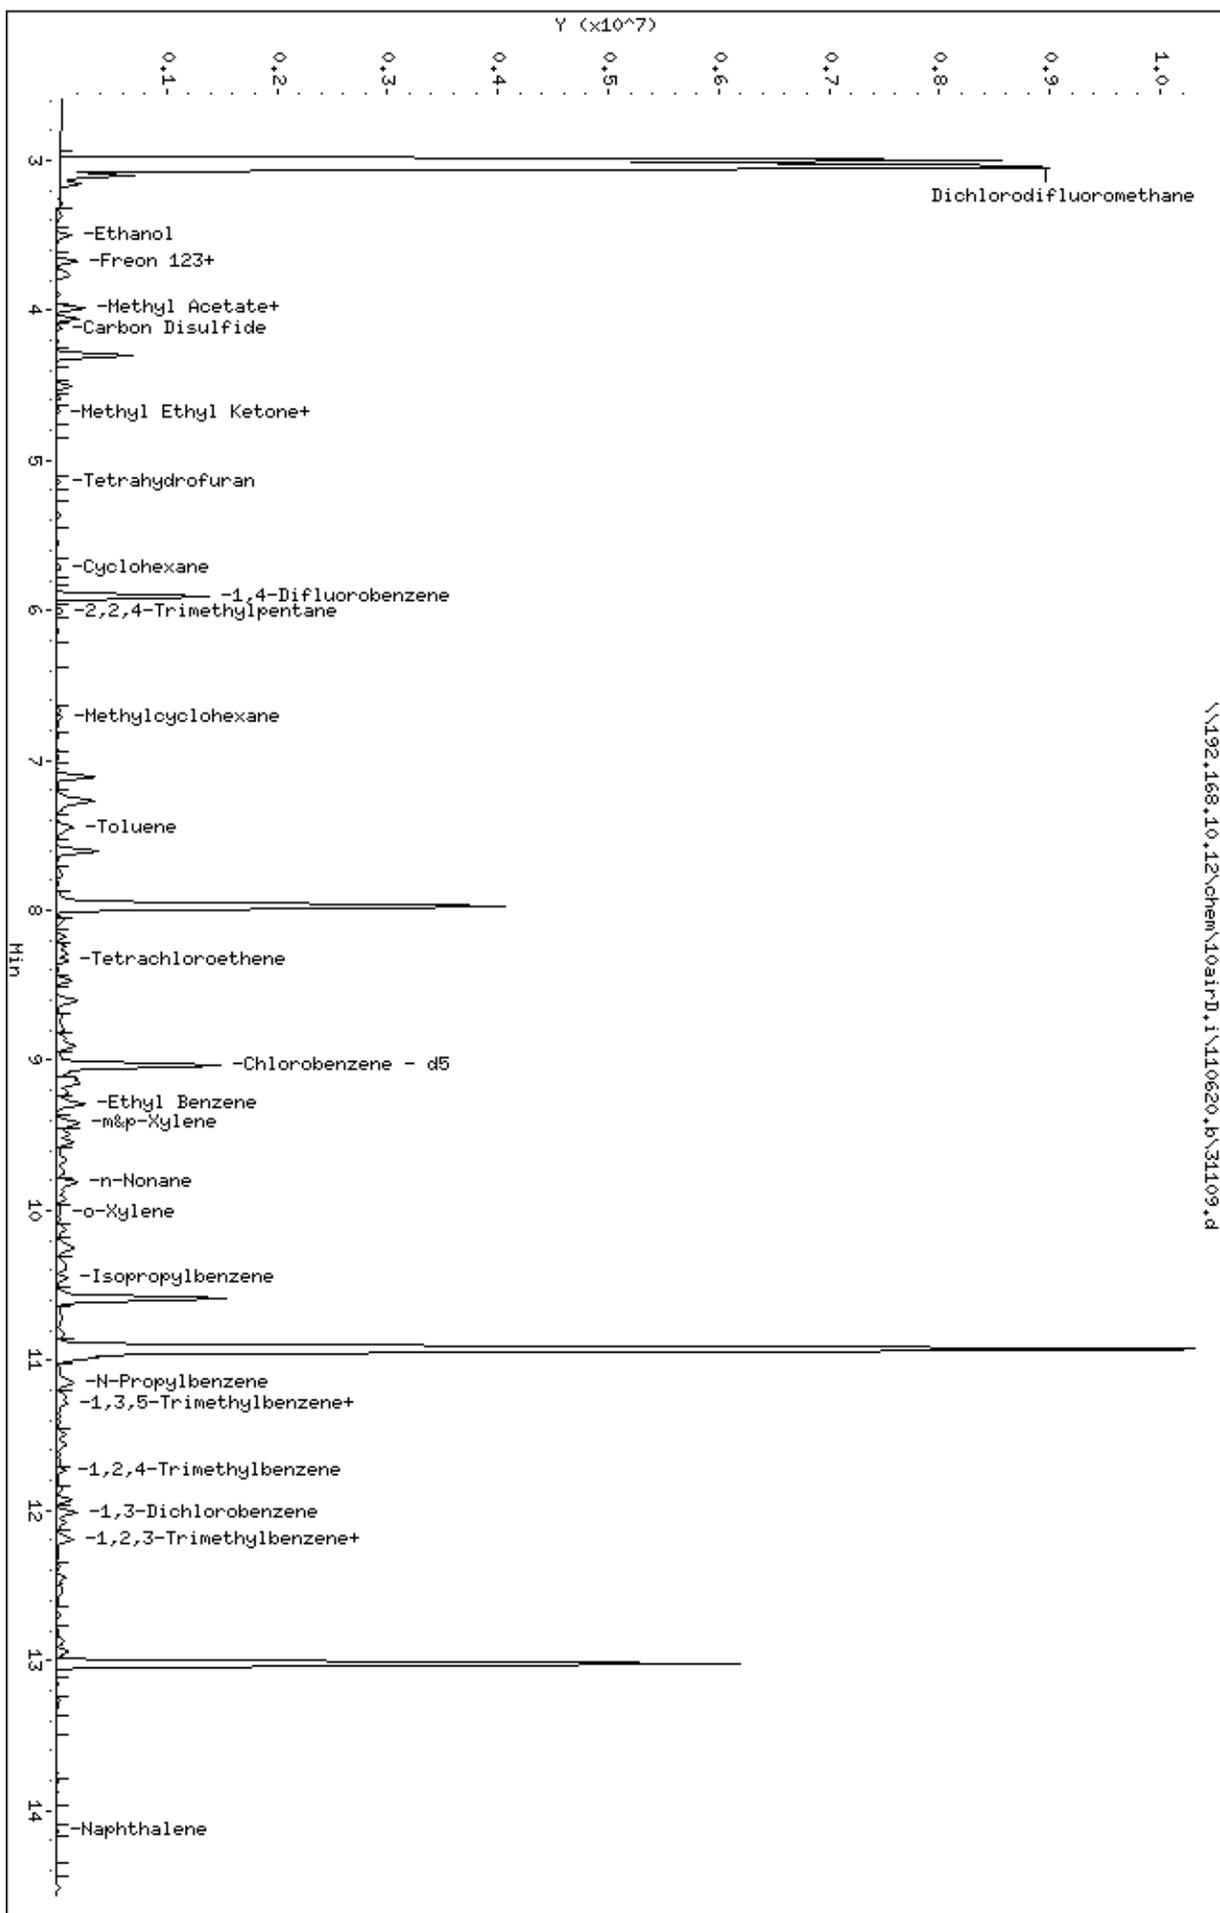 \\192.168.10.12\chem\10airD.i\110620.b\31109.d
Y (x10^7)
0.1
0.2
0.3
0.4
0.5
0.6
0.7
0.8
0.9
1.0
3
4
5
6
7
8
9
10
11
12
13
14
Min
Dichlorodifluoromethane
-Ethanol
-Freon 123+
-Methyl Acetate+
-Carbon Disulfide
-Methyl Ethyl Ketone+
-Tetrahydrofuran
-Cyclohexane
-1,4-Difluorobenzene
-2,2,4-Trimethylpentane
-Methylcyclohexane
-Toluene
-Tetrachloroethene
-Chlorobenzene - d5
-Ethyl Benzene
-m&p-Xylene
-n-Nonane
-o-Xylene
-Isopropylbenzene
-N-Propylbenzene
-1,3,5-Trimethylbenzene+
-1,2,4-Trimethylbenzene
-1,3-Dichlorobenzene
-1,2,3-Trimethylbenzene+
-Naphthalene